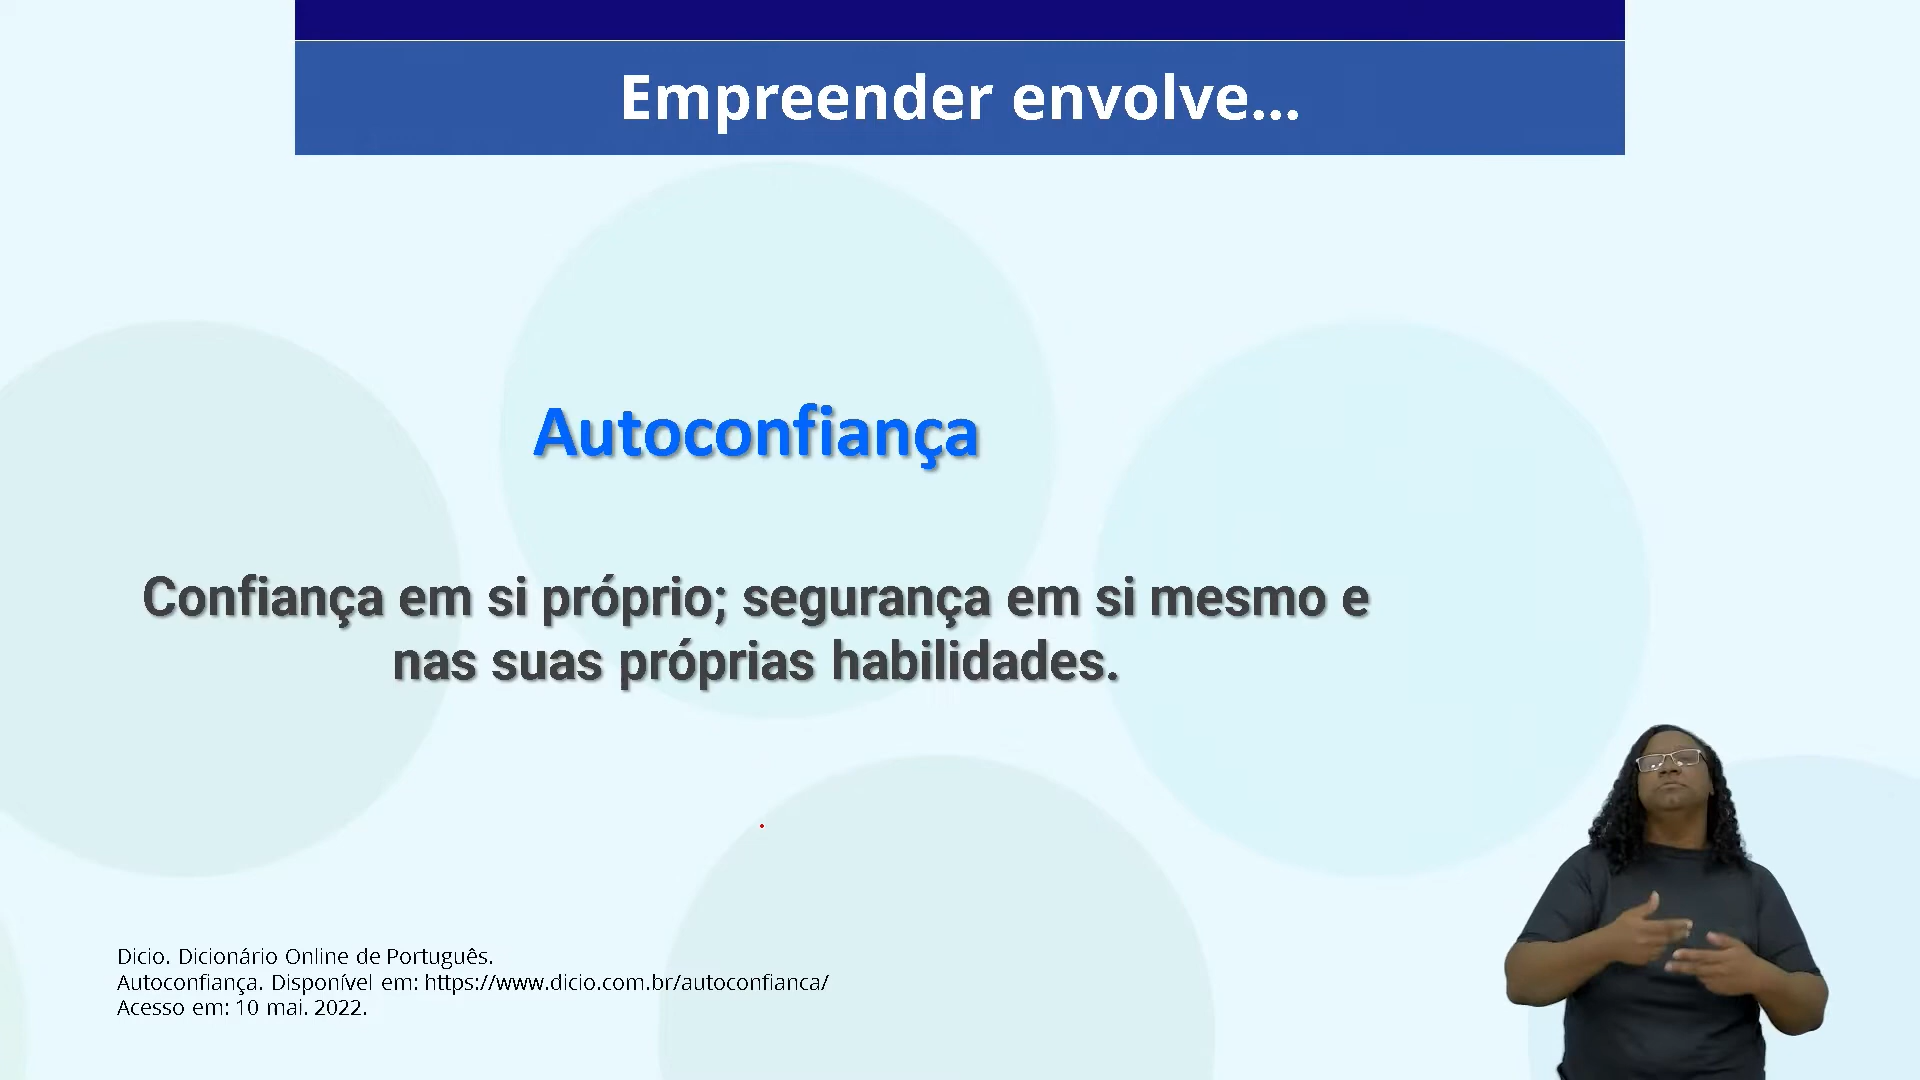 Empreender envolve...
Autoconfiança
Confiança em si próprio; segurança em si mesmo e
nas suas próprias habilidades.
Dicio. Dicionário Online de Português.
Autoconfiança. Disponível em: https://www.dicio.com.br/autoconfianca/
Acesso em: 10 mai. 2022.